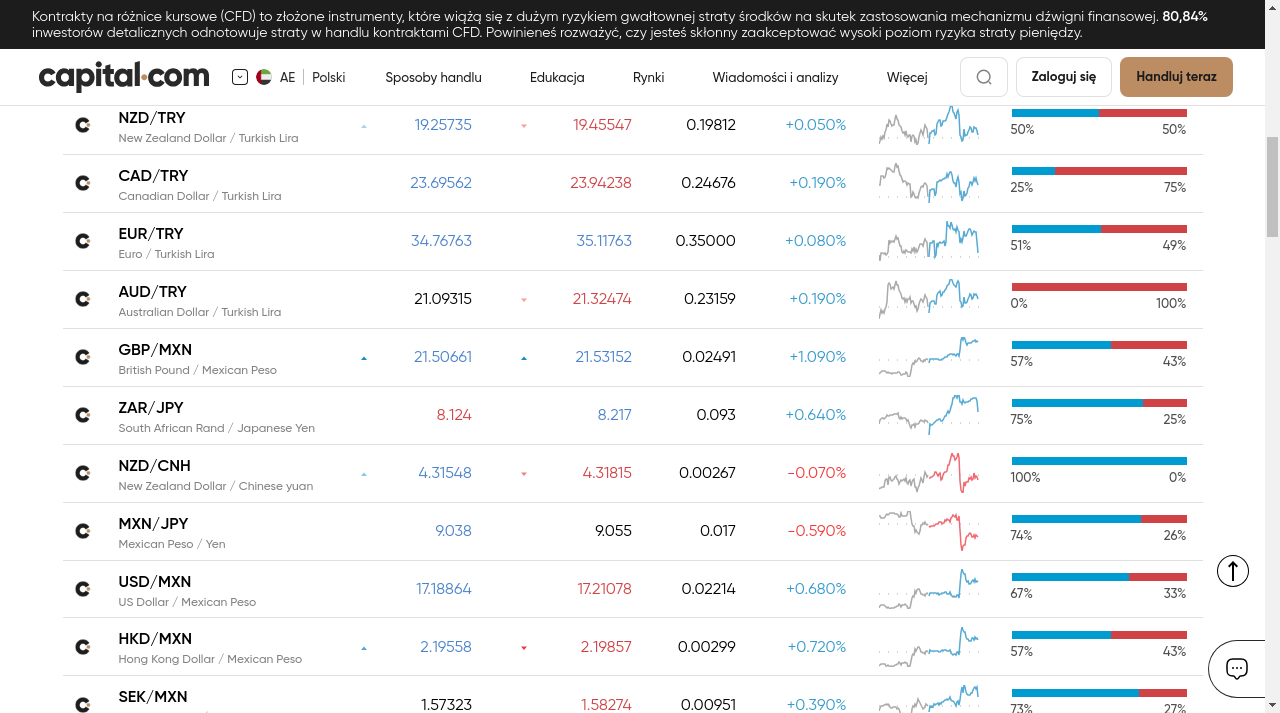 Kontrakty na różnice kursowe (CFD) to złożone instrumenty, które wiążą się z dużym ryzykiem gwałtownej straty środków na skutek zastosowania mechanizmu dźwigni finansowej. 80,84%
inwestorów detalicznych odnotowuje straty w handlu kontraktami CFD. Powinieneś rozważyć, czy jesteś skłonny zaakceptować wysoki poziom ryzyka straty pieniędzy.
capital.com AE Polski Sposoby handlu Edukacja Rynki Wiadomości i analizy Więcej Zaloguj się Handluj teraz
NZD/TRY 19.25735 19.45547 0.19812 +0.050%
New Zealand Dollar / Turkish Lira 50% 50%
CAD/TRY 23.69562 23.94238 0.24676 +0.190%
Canadian Dollar / Turkish Lira 25% 75%
EUR/TRY 34.76763 35.11763 0.35000 +0.080%
Euro / Turkish Lira 51% 49%
AUD/TRY 21.09315 21.32474 0.23159 +0.190%
Australian Dollar / Turkish Lira 0% 100%
GBP/MXN 21.50661 21.53152 0.02491 +1.090%
British Pound / Mexican Peso 57% 43%
ZAR/JPY 8.124 8.217 0.093 +0.640%
South African Rand / Japanese Yen 75% 25%
NZD/CNH 4.31548 4.31815 0.00267 -0.070%
New Zealand Dollar / Chinese yuan 100% 0%
MXN/JPY 9.038 9.055 0.017 -0.590%
Mexican Peso / Yen 74% 26%
USD/MXN 17.18864 17.21078 0.02214 +0.680%
US Dollar / Mexican Peso 67% 33%
HKD/MXN 2.19558 2.19857 0.00299 +0.720%
Hong Kong Dollar / Mexican Peso 57% 43%
SEK/MXN 1.57323 1.58274 0.00951 +0.390%
73% 27%